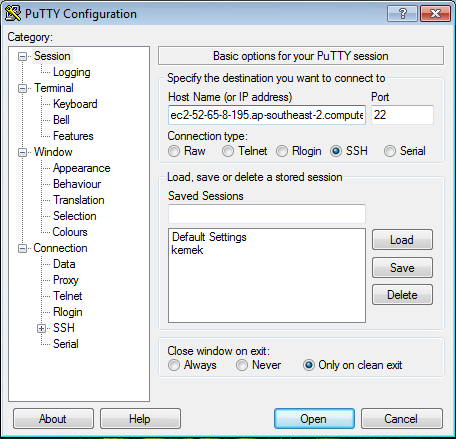 PuTTY Configuration
?
Category:
Session
Logging
Terminal
Keyboard
Bell
Features
Window
Appearance
Behaviour
Translation
Selection
Colours
Connection
Data
Proxy
Telnet
Rlogin
SSH
Serial
Basic options for your PuTTY session
Specify the destination you want to connect to
Host Name (or IP address) Port
ec2-52-65-8-195.ap-southeast-2.compute 22
Connection type:
Raw Telnet Rlogin SSH Serial
Load, save or delete a stored session
Saved Sessions
Default Settings
kemek
Load
Save
Delete
Close window on exit:
Always Never Only on clean exit
About Help Open Cancel